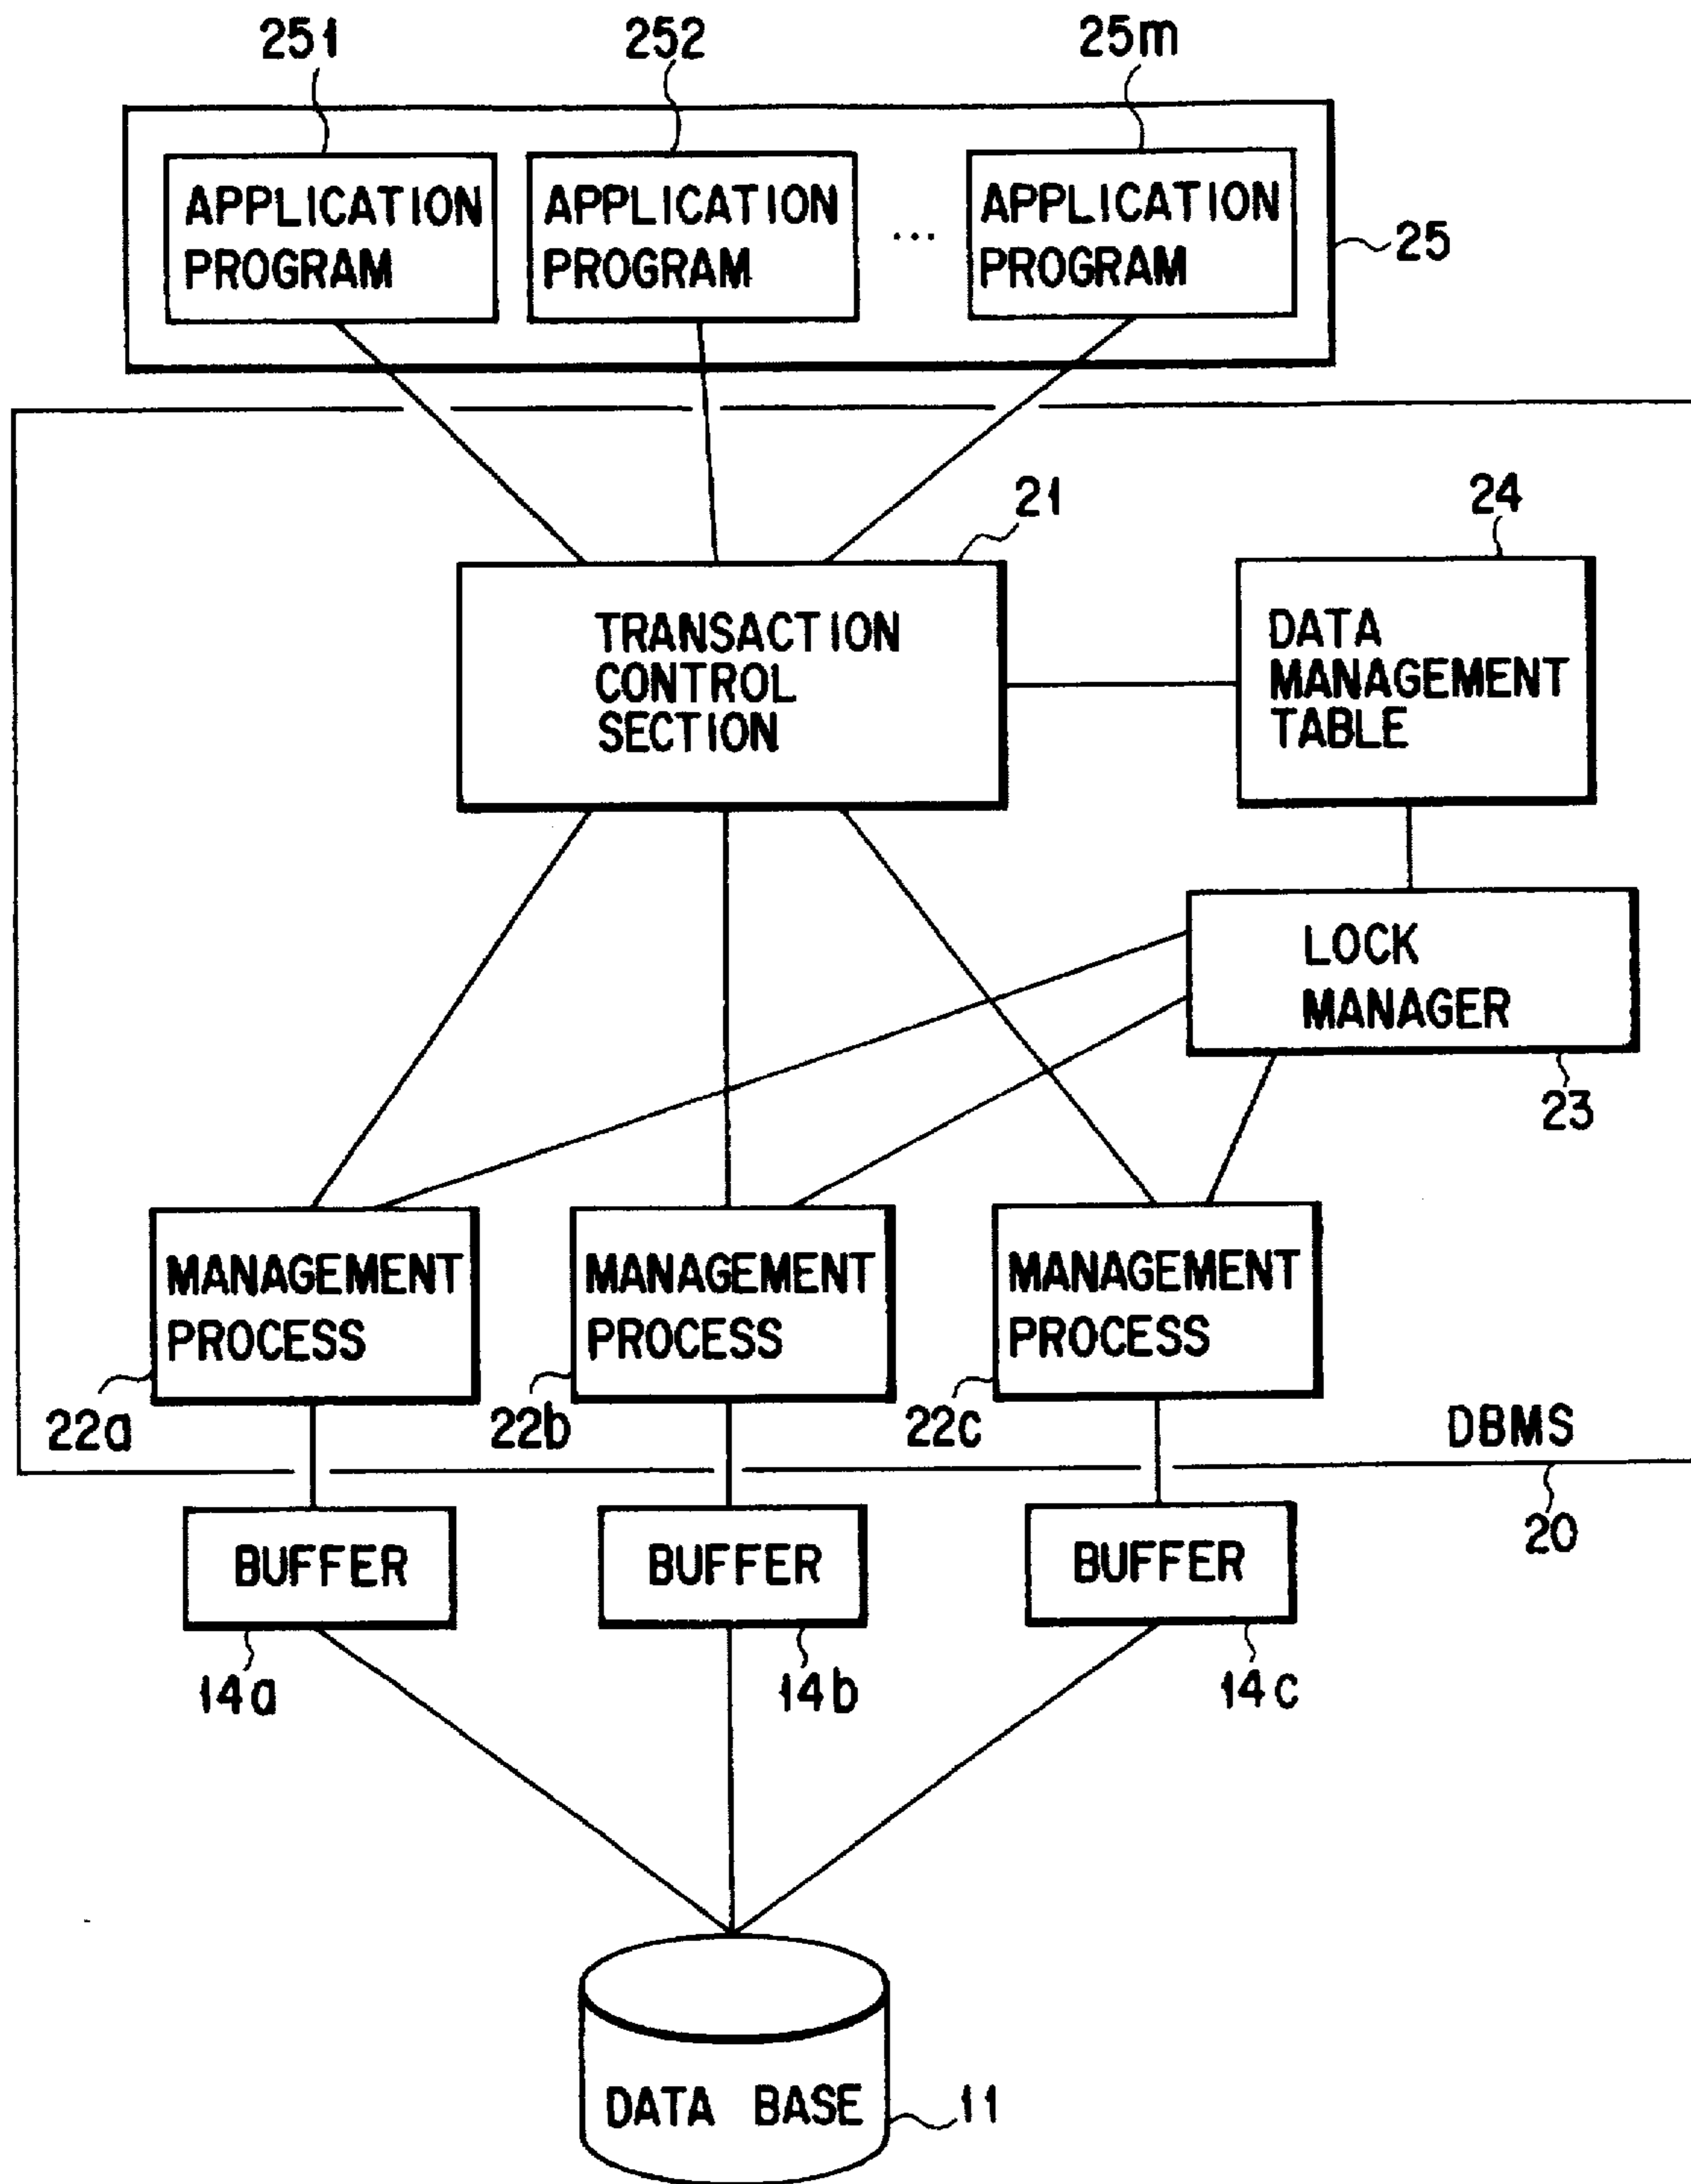 251
252
25m
APPLICATION
PROGRAM
APPLICATION
PROGRAM
...
APPLICATION
PROGRAM
25
21
24
TRANSACTION
CONTROL
SECTION
DATA
MANAGEMENT
TABLE
LOCK
MANAGER
23
MANAGEMENT
PROCESS
MANAGEMENT
PROCESS
MANAGEMENT
PROCESS
22a
22b
22c
DBMS
20
BUFFER
BUFFER
BUFFER
14a
14b
14c
DATA BASE
11